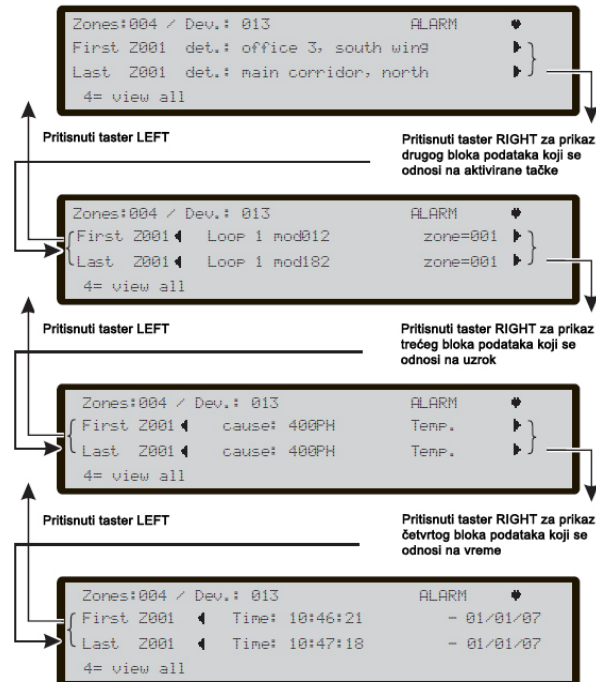 Zones:004 / Dev.: 013 ALARM
First Z001 det.: office 3, south wing
Last Z001 det.: main corridor, north
4= view all
Pritisnuti taster LEFT
Pritisnuti taster RIGHT za prikaz
drugog bloka podataka koji se
odnosi na aktivirane tačke
Zones:004 / Dev.: 013 ALARM
First Z001 Loop 1 mod012 zone=001
Last Z001 Loop 1 mod182 zone=001
4= view all
Pritisnuti taster LEFT
Pritisnuti taster RIGHT za prikaz
trećeg bloka podataka koji se
odnosi na uzrok
Zones:004 / Dev.: 013 ALARM
First Z001 cause: 400PH Temp.
Last Z001 cause: 400PH Temp.
4= view all
Pritisnuti taster LEFT
Pritisnuti taster RIGHT za prikaz
četvrtog bloka podataka koji se
odnosi na vreme
Zones:004 / Dev.: 013 ALARM
First Z001 Time: 10:46:21 - 01/01/07
Last Z001 Time: 10:47:18 - 01/01/07
4= view all